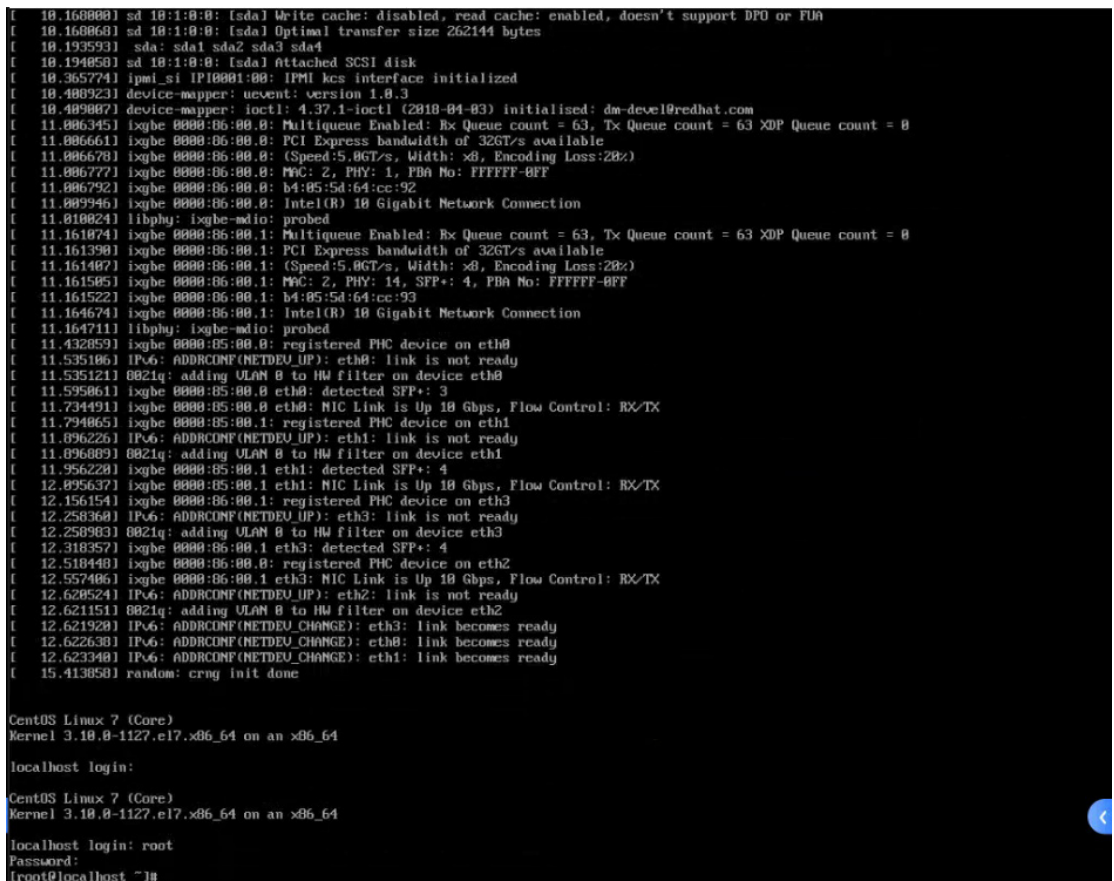 [   10.168000] sd 10:1:0:0: [sda] Write cache: disabled, read cache: enabled, doesn't support DPO or FUA
[   10.168068] sd 10:1:0:0: [sda] Optimal transfer size 262144 bytes
[   10.193593]  sda: sda1 sda2 sda3 sda4
[   10.194058] sd 10:1:0:0: [sda] Attached SCSI disk
[   10.365774] ipmi_si IPI0001:00: IPMI kcs interface initialized
[   10.408923] device-mapper: uevent: version 1.0.3
[   10.409007] device-mapper: ioctl: 4.37.1-ioctl (2018-04-03) initialised: dm-devel@redhat.com
[   11.006345] ixgbe 0000:86:00.0: Multiqueue Enabled: Rx Queue count = 63, Tx Queue count = 63 XDP Queue count = 0
[   11.006661] ixgbe 0000:86:00.0: PCI Express bandwidth of 32GT/s available
[   11.006678] ixgbe 0000:86:00.0: (Speed:5.0GT/s, Width: x8, Encoding Loss:20%)
[   11.006777] ixgbe 0000:86:00.0: MAC: 2, PHY: 1, PBA No: FFFFFF-0FF
[   11.006792] ixgbe 0000:86:00.0: b4:05:5d:64:cc:92
[   11.009946] ixgbe 0000:86:00.0: Intel(R) 10 Gigabit Network Connection
[   11.010024] libphy: ixgbe-mdio: probed
[   11.161074] ixgbe 0000:86:00.1: Multiqueue Enabled: Rx Queue count = 63, Tx Queue count = 63 XDP Queue count = 0
[   11.161390] ixgbe 0000:86:00.1: PCI Express bandwidth of 32GT/s available
[   11.161407] ixgbe 0000:86:00.1: (Speed:5.0GT/s, Width: x8, Encoding Loss:20%)
[   11.161505] ixgbe 0000:86:00.1: MAC: 2, PHY: 14, SFP+: 4, PBA No: FFFFFF-0FF
[   11.161522] ixgbe 0000:86:00.1: b4:05:5d:64:cc:93
[   11.164674] ixgbe 0000:86:00.1: Intel(R) 10 Gigabit Network Connection
[   11.164711] libphy: ixgbe-mdio: probed
[   11.432859] ixgbe 0000:85:00.0: registered PHC device on eth0
[   11.535106] IPv6: ADDRCONF(NETDEV_UP): eth0: link is not ready
[   11.535121] 8021q: adding VLAN 0 to HW filter on device eth0
[   11.595061] ixgbe 0000:85:00.0 eth0: detected SFP+: 3
[   11.734491] ixgbe 0000:85:00.0 eth0: NIC Link is Up 10 Gbps, Flow Control: RX/TX
[   11.794065] ixgbe 0000:85:00.1: registered PHC device on eth1
[   11.896226] IPv6: ADDRCONF(NETDEV_UP): eth1: link is not ready
[   11.896889] 8021q: adding VLAN 0 to HW filter on device eth1
[   11.956220] ixgbe 0000:85:00.1 eth1: detected SFP+: 4
[   12.095637] ixgbe 0000:85:00.1 eth1: NIC Link is Up 10 Gbps, Flow Control: RX/TX
[   12.156154] ixgbe 0000:86:00.1: registered PHC device on eth3
[   12.258360] IPv6: ADDRCONF(NETDEV_UP): eth3: link is not ready
[   12.258983] 8021q: adding VLAN 0 to HW filter on device eth3
[   12.318357] ixgbe 0000:86:00.1 eth3: detected SFP+: 4
[   12.518448] ixgbe 0000:86:00.0: registered PHC device on eth2
[   12.557406] ixgbe 0000:86:00.1 eth3: NIC Link is Up 10 Gbps, Flow Control: RX/TX
[   12.620524] IPv6: ADDRCONF(NETDEV_UP): eth2: link is not ready
[   12.621151] 8021q: adding VLAN 0 to HW filter on device eth2
[   12.621920] IPv6: ADDRCONF(NETDEV_CHANGE): eth3: link becomes ready
[   12.622638] IPv6: ADDRCONF(NETDEV_CHANGE): eth0: link becomes ready
[   12.623340] IPv6: ADDRCONF(NETDEV_CHANGE): eth1: link becomes ready
[   15.413858] random: crng init done
CentOS Linux 7 (Core)
Kernel 3.10.0-1127.el7.x86_64 on an x86_64
localhost login:
CentOS Linux 7 (Core)
Kernel 3.10.0-1127.el7.x86_64 on an x86_64
localhost login: root
Password:
[root@localhost ~]#